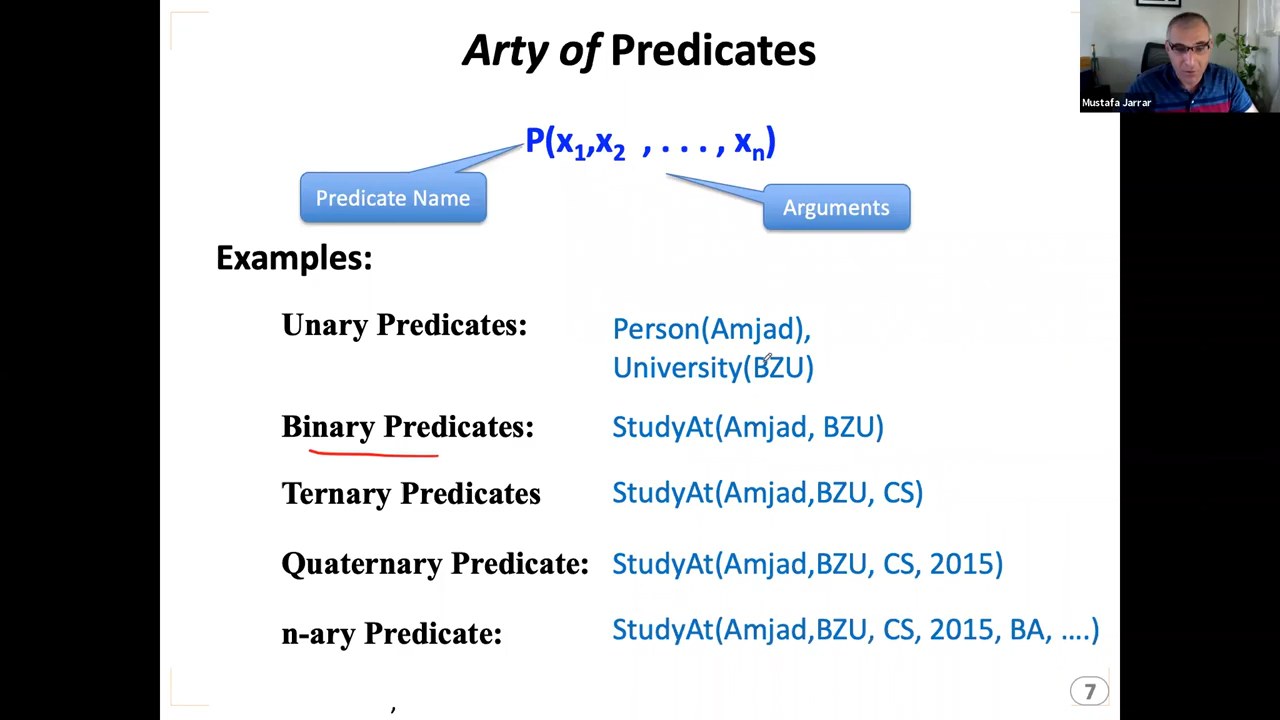 Arty of Predicates
Mustafa Jarrar
P(x₁,x₂ , . . . , xₙ)
Predicate Name
Arguments
Examples:
Unary Predicates: Person(Amjad),
University(BZU)
Binary Predicates: StudyAt(Amjad, BZU)
Ternary Predicates StudyAt(Amjad,BZU, CS)
Quaternary Predicate: StudyAt(Amjad,BZU, CS, 2015)
n-ary Predicate: StudyAt(Amjad,BZU, CS, 2015, BA, ....)
,
7